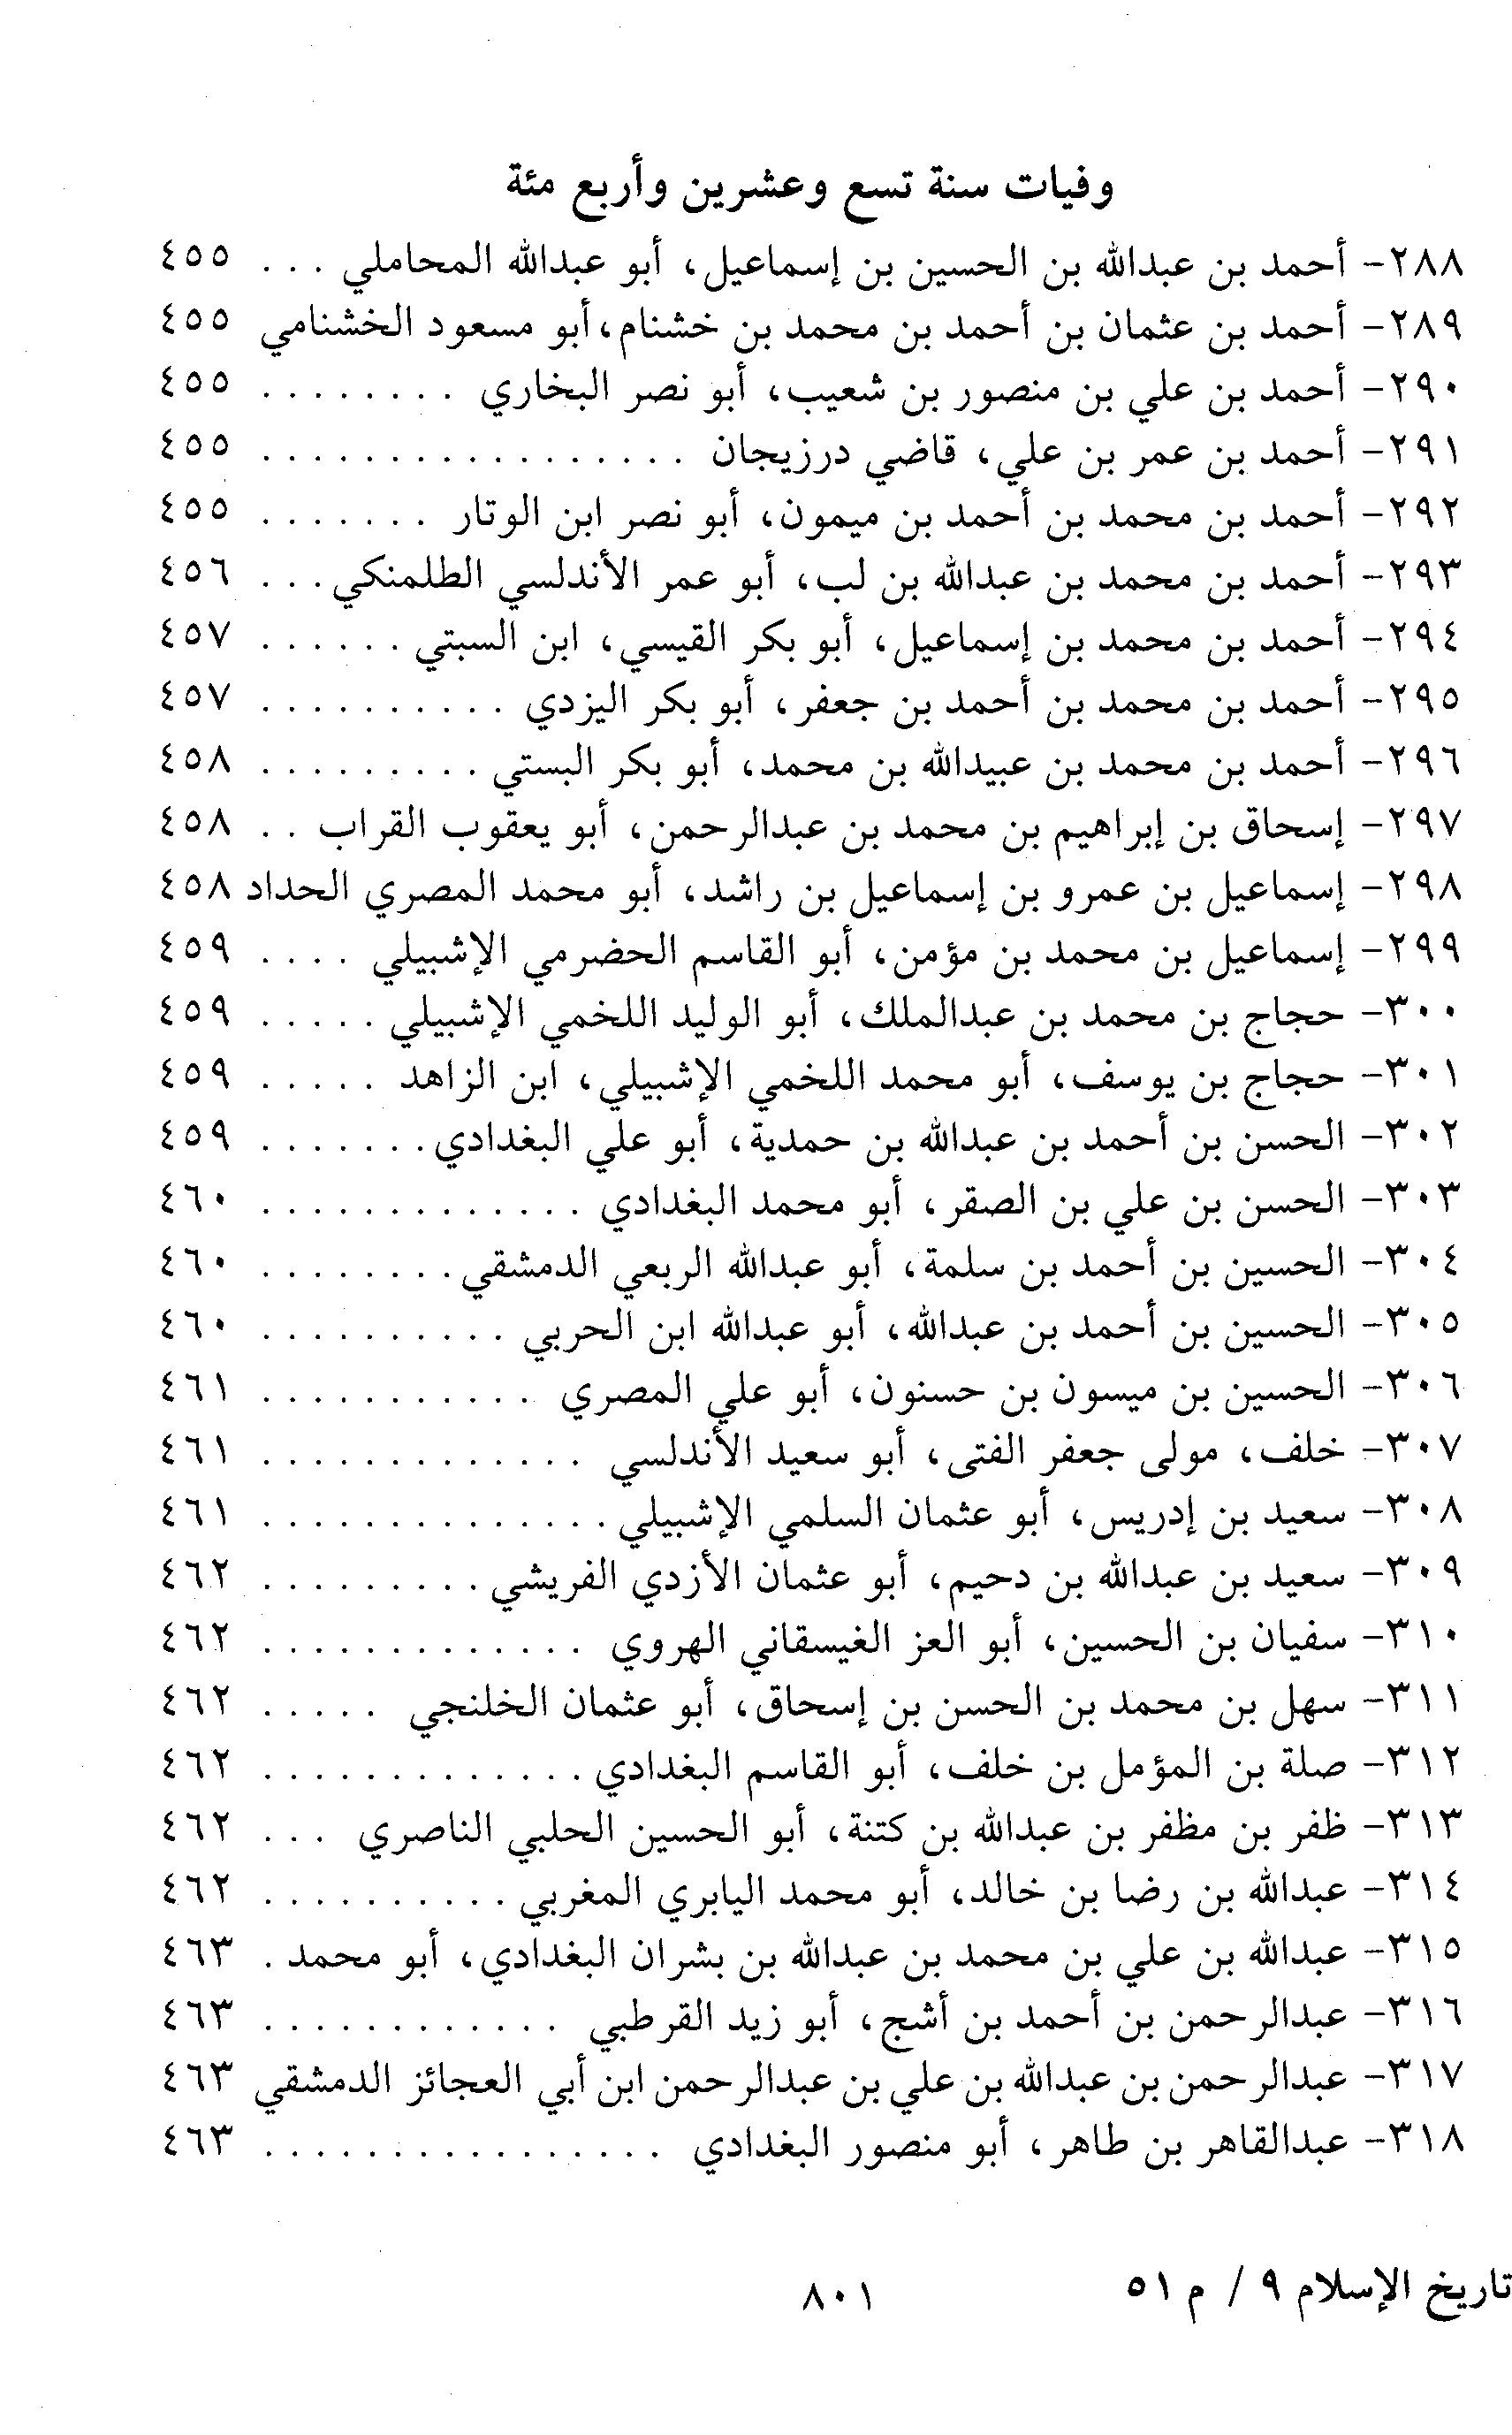 وفيات سنة تسع وعشرين وأربع مئة
٢٨٨- أحمد بن عبدالله بن الحسين بن إسماعيل، أبو عبدالله المحاملي . . . ٤٥٥
٢٨٩- أحمد بن عثمان بن أحمد بن محمد بن خشنام، أبو مسعود الخشنامي ٤٥٥
٢٩٠- أحمد بن علي بن منصور بن شعيب، أبو نصر البخاري . . . . . . . . ٤٥٥
٢٩١- أحمد بن عمر بن علي، قاضي درزيجان . . . . . . . . . . . . . . . . . ٤٥٥
٢٩٢- أحمد بن محمد بن أحمد بن ميمون، أبو نصر ابن الوتار . . . . . . . ٤٥٥
٢٩٣- أحمد بن محمد بن عبدالله بن لب، أبو عمر الأندلسي الطلمنكي . . . ٤٥٦
٢٩٤- أحمد بن محمد بن إسماعيل، أبو بكر القيسي، ابن السبتي . . . . . . ٤٥٧
٢٩٥- أحمد بن محمد بن أحمد بن جعفر، أبو بكر اليزدي . . . . . . . . . . ٤٥٧
٢٩٦- أحمد بن محمد بن عبيدالله بن محمد، أبو بكر البستي . . . . . . . . . ٤٥٨
٢٩٧- إسحاق بن إبراهيم بن محمد بن عبدالرحمن، أبو يعقوب القراب . . ٤٥٨
٢٩٨- إسماعيل بن عمرو بن إسماعيل بن راشد، أبو محمد المصري الحداد ٤٥٨
٢٩٩- إسماعيل بن محمد بن مؤمن، أبو القاسم الحضرمي الإشبيلي . . . . ٤٥٩
٣٠٠- حجاج بن محمد بن عبدالملك، أبو الوليد اللخمي الإشبيلي . . . . . ٤٥٩
٣٠١- حجاج بن يوسف، أبو محمد اللخمي الإشبيلي، ابن الزاهد . . . . . ٤٥٩
٣٠٢- الحسن بن أحمد بن عبدالله بن حمدية، أبو علي البغدادي . . . . . . . ٤٥٩
٣٠٣- الحسن بن علي بن الصقر، أبو محمد البغدادي . . . . . . . . . . . . . ٤٦٠
٣٠٤- الحسين بن أحمد بن سلمة، أبو عبدالله الربعي الدمشقي . . . . . . . . ٤٦٠
٣٠٥- الحسين بن أحمد بن عبدالله، أبو عبدالله ابن الحربي . . . . . . . . . . ٤٦٠
٣٠٦- الحسين بن ميسون بن حسنون، أبو علي المصري . . . . . . . . . . . ٤٦١
٣٠٧- خلف، مولى جعفر الفتى، أبو سعيد الأندلسي . . . . . . . . . . . . . ٤٦١
٣٠٨- سعيد بن إدريس، أبو عثمان السلمي الإشبيلي . . . . . . . . . . . . . . ٤٦١
٣٠٩- سعيد بن عبدالله بن دحيم، أبو عثمان الأزدي الفريشي . . . . . . . . . ٤٦٢
٣١٠- سفيان بن الحسين، أبو العز الغيسقاني الهروي . . . . . . . . . . . . . ٤٦٢
٣١١- سهل بن محمد بن الحسن بن إسحاق، أبو عثمان الخلنجي . . . . . ٤٦٢
٣١٢- صلة بن المؤمل بن خلف، أبو القاسم البغدادي . . . . . . . . . . . . . ٤٦٢
٣١٣- ظفر بن مظفر بن عبدالله بن كتنة، أبو الحسين الحلبي الناصري . . . ٤٦٢
٣١٤- عبدالله بن رضا بن خالد، أبو محمد اليابري المغربي . . . . . . . . . . ٤٦٢
٣١٥- عبدالله بن علي بن محمد بن عبدالله بن بشران البغدادي، أبو محمد . ٤٦٣
٣١٦- عبدالرحمن بن أحمد بن أشج، أبو زيد القرطبي . . . . . . . . . . . . ٤٦٣
٣١٧- عبدالرحمن بن عبدالله بن علي بن عبدالرحمن ابن أبي العجائز الدمشقي ٤٦٣
٣١٨- عبدالقاهر بن طاهر، أبو منصور البغدادي . . . . . . . . . . . . . . . . ٤٦٣
تاريخ الإسلام ٩ / م ٥١
٨٠١